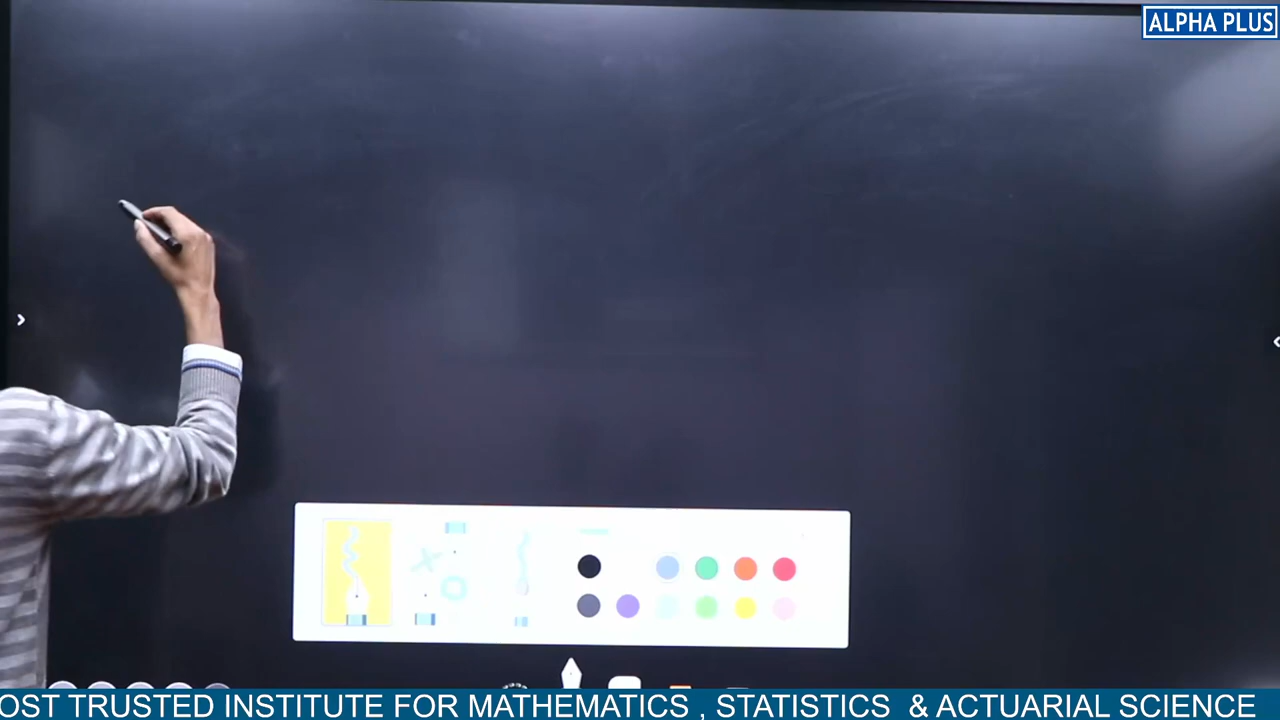 ALPHA PLUS
OST TRUSTED INSTITUTE FOR MATHEMATICS , STATISTICS & ACTUARIAL SCIENCE